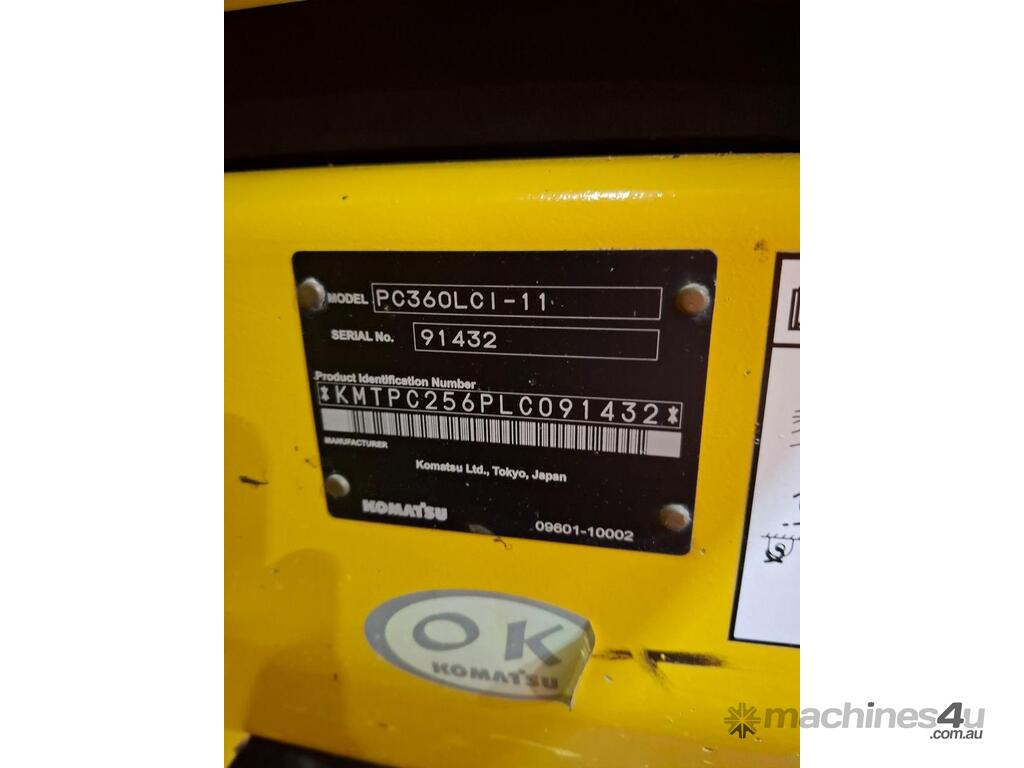 MODEL PC360LCI-11
SERIAL No. 91432
Product Identification Number
*KMTPC256PLC091432*
MANUFACTURER
Komatsu Ltd., Tokyo, Japan
KOMATSU
09601-10002
OK
KOMATSU
machines4u
.com.au